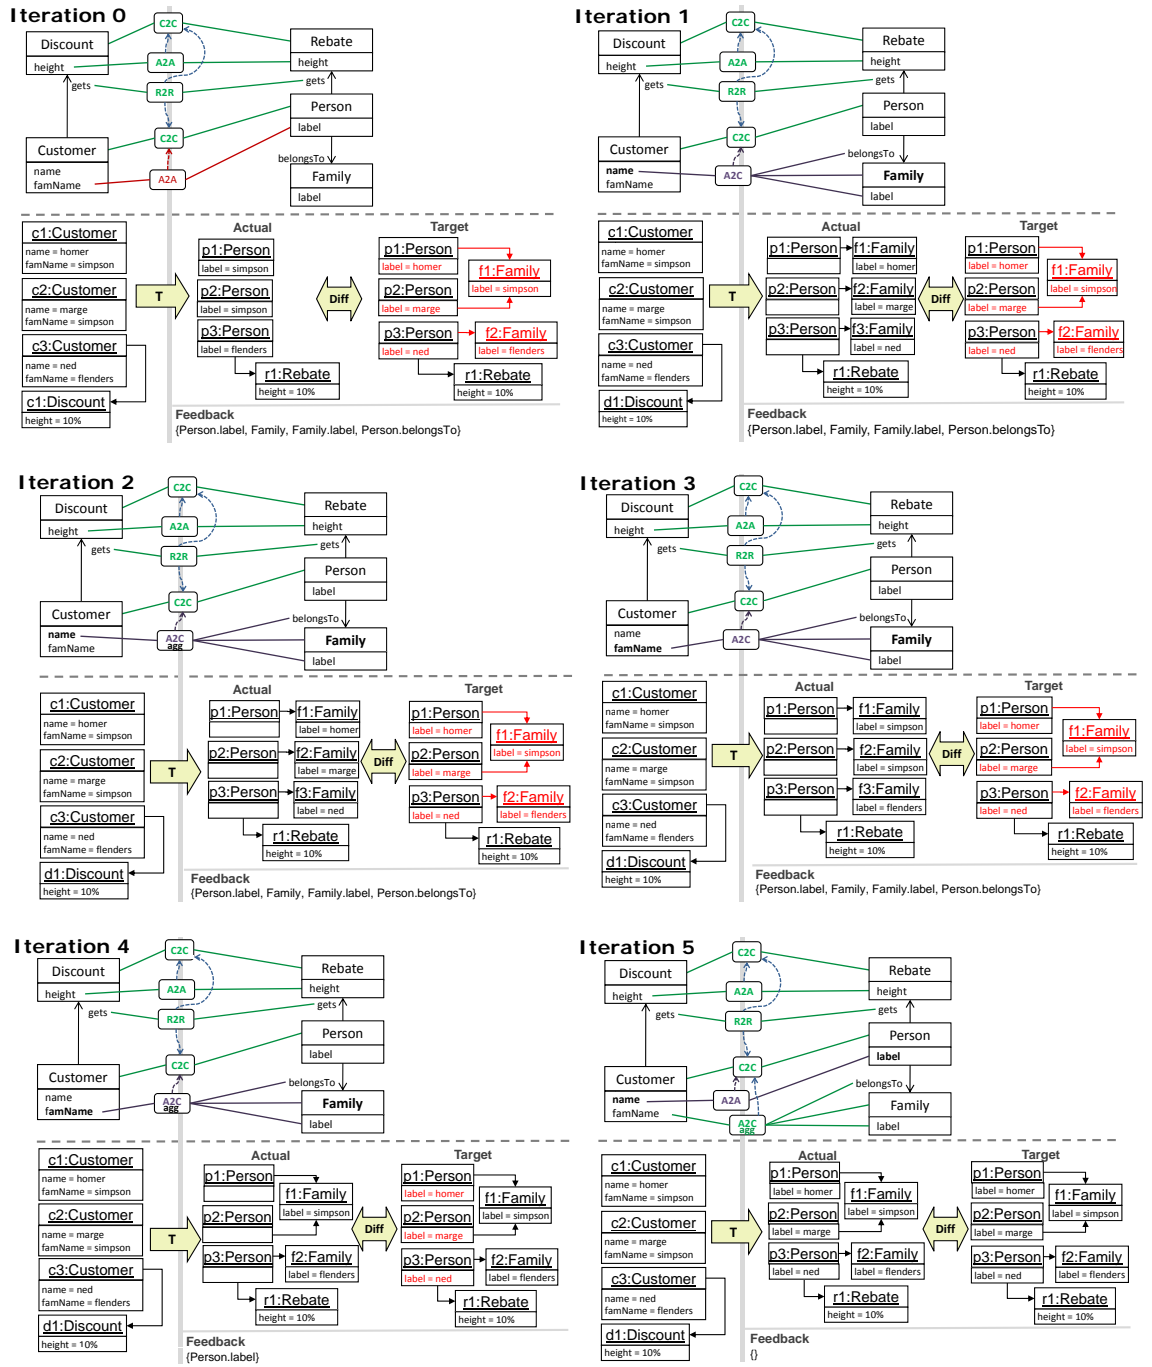 Iteration 0
C2C
Discount
Rebate
height
A2A
height
gets
R2R
gets
Person
label
C2C
Customer
belongsTo
name
famName
A2A
Family
label
Actual
Target
c1:Customer
name = homer
famName = simpson
p1:Person
label = simpson
p1:Person
label = homer
f1:Family
label = simpson
c2:Customer
name = marge
famName = simpson
T
p2:Person
label = simpson
Diff
p2:Person
label = marge
c3:Customer
name = ned
famName = flenders
p3:Person
label = flenders
p3:Person
label = ned
f2:Family
label = flenders
r1:Rebate
height = 10%
r1:Rebate
height = 10%
c1:Discount
height = 10%
Feedback
{Person.label, Family, Family.label, Person.belongsTo}
Iteration 1
C2C
Discount
Rebate
height
A2A
height
gets
R2R
gets
Person
label
C2C
Customer
belongsTo
name
famName
A2C
Family
label
Actual
Target
c1:Customer
name = homer
famName = simpson
p1:Person
f1:Family
label = homer
p1:Person
label = homer
f1:Family
label = simpson
c2:Customer
name = marge
famName = simpson
T
p2:Person
f2:Family
label = marge
Diff
p2:Person
label = marge
c3:Customer
name = ned
famName = flenders
p3:Person
f3:Family
label = ned
p3:Person
label = ned
f2:Family
label = flenders
r1:Rebate
height = 10%
r1:Rebate
height = 10%
d1:Discount
height = 10%
Feedback
{Person.label, Family, Family.label, Person.belongsTo}
Iteration 2
C2C
Discount
Rebate
height
A2A
height
gets
R2R
gets
Person
label
C2C
Customer
belongsTo
name
famName
A2C
agg
Family
label
Actual
Target
c1:Customer
name = homer
famName = simpson
p1:Person
f1:Family
label = homer
p1:Person
label = homer
f1:Family
label = simpson
c2:Customer
name = marge
famName = simpson
T
p2:Person
f2:Family
label = marge
Diff
p2:Person
label = marge
c3:Customer
name = ned
famName = flenders
p3:Person
f3:Family
label = ned
p3:Person
label = ned
f2:Family
label = flenders
r1:Rebate
height = 10%
r1:Rebate
height = 10%
d1:Discount
height = 10%
Feedback
{Person.label, Family, Family.label, Person.belongsTo}
Iteration 3
C2C
Discount
Rebate
height
A2A
height
gets
R2R
gets
Person
label
C2C
Customer
belongsTo
name
famName
A2C
Family
label
Actual
Target
c1:Customer
name = homer
famName = simpson
p1:Person
f1:Family
label = simpson
p1:Person
label = homer
f1:Family
label = simpson
c2:Customer
name = marge
famName = simpson
T
p2:Person
f2:Family
label = simpson
Diff
p2:Person
label = marge
c3:Customer
name = ned
famName = flenders
p3:Person
f3:Family
label = flenders
p3:Person
label = ned
f2:Family
label = flenders
r1:Rebate
height = 10%
r1:Rebate
height = 10%
d1:Discount
height = 10%
Feedback
{Person.label, Family, Family.label, Person.belongsTo}
Iteration 4
C2C
Discount
Rebate
height
A2A
height
gets
R2R
gets
Person
label
C2C
Customer
belongsTo
name
famName
A2C
agg
Family
label
Actual
Target
c1:Customer
name = homer
famName = simpson
p1:Person
f1:Family
label = simpson
p1:Person
label = homer
f1:Family
label = simpson
c2:Customer
name = marge
famName = simpson
T
p2:Person
Diff
p2:Person
label = marge
c3:Customer
name = ned
famName = flenders
p3:Person
f2:Family
label = flenders
p3:Person
label = ned
f2:Family
label = flenders
r1:Rebate
height = 10%
r1:Rebate
height = 10%
d1:Discount
height = 10%
Feedback
{Person.label}
Iteration 5
C2C
Discount
Rebate
height
A2A
height
gets
R2R
gets
Person
label
C2C
Customer
belongsTo
name
famName
A2A
A2C
agg
Family
label
Actual
Target
c1:Customer
name = homer
famName = simpson
p1:Person
label = homer
f1:Family
label = simpson
p1:Person
label = homer
f1:Family
label = simpson
c2:Customer
name = marge
famName = simpson
T
p2:Person
label = marge
Diff
p2:Person
label = marge
c3:Customer
name = ned
famName = flenders
p3:Person
label = ned
f2:Family
label = flenders
p3:Person
label = ned
f2:Family
label = flenders
r1:Rebate
height = 10%
r1:Rebate
height = 10%
d1:Discount
height = 10%
Feedback
{}